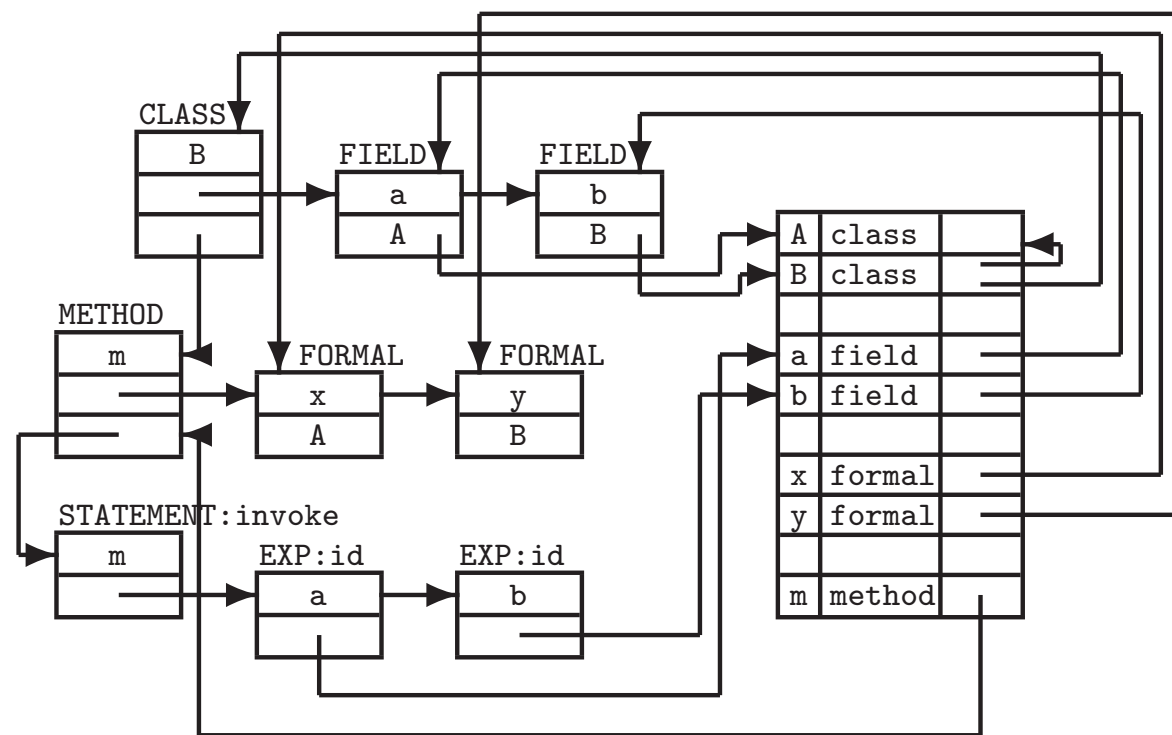 CLASS
B
FIELD
a
A
FIELD
b
B
METHOD
m
FORMAL
x
A
FORMAL
y
B
STATEMENT:invoke
m
EXP:id
a
EXP:id
b
A class
B class
a field
b field
x formal
y formal
m method